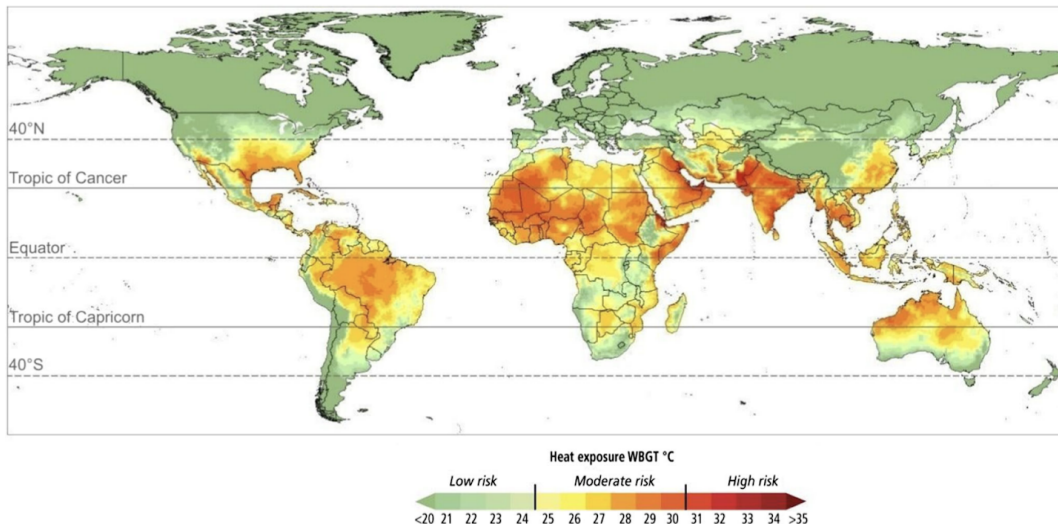 40°N
Tropic of Cancer
Equator
Tropic of Capricorn
40°S
Heat exposure WBGT °C
Low risk Moderate risk High risk
<20 21 22 23 24 25 26 27 28 29 30 31 32 33 34 >35